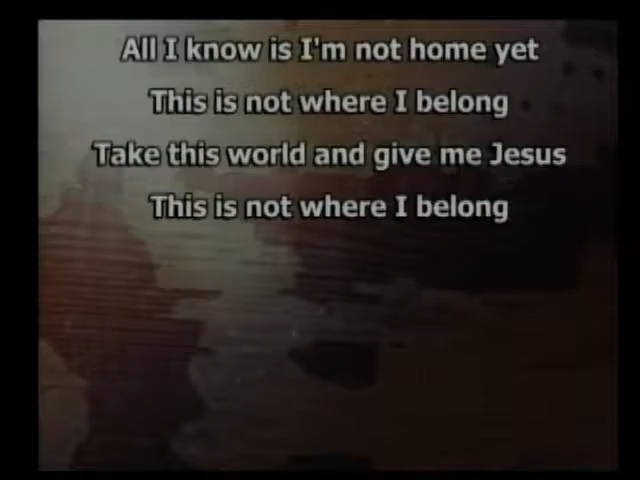 All I know is I'm not home yet
This is not where I belong
Take this world and give me Jesus
This is not where I belong